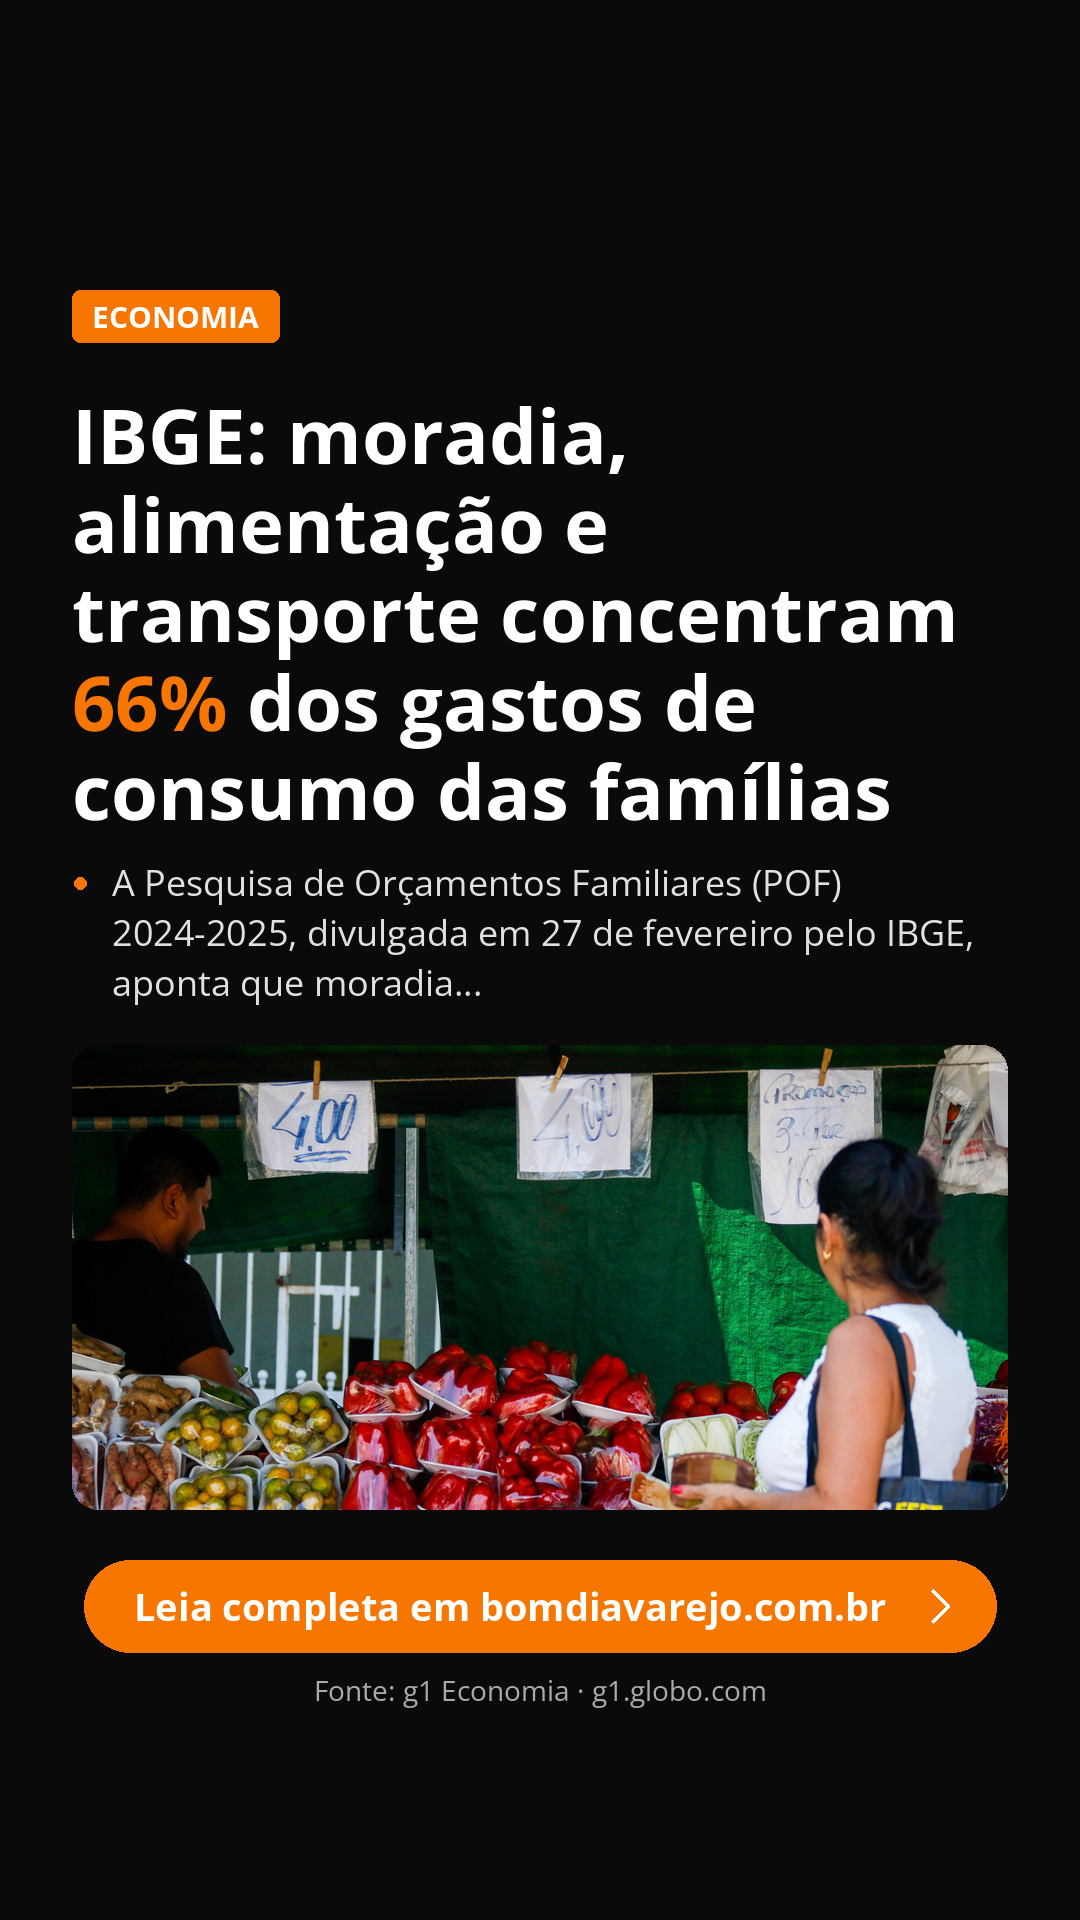 ECONOMIA
IBGE: moradia,
alimentação e
transporte concentram
66% dos gastos de
consumo das famílias
A Pesquisa de Orçamentos Familiares (POF)
2024-2025, divulgada em 27 de fevereiro pelo IBGE,
aponta que moradia...
4,00
4,00
PROMOÇÃO
3-POR
10
Leia completa em bomdiavarejo.com.br
Fonte: g1 Economia · g1.globo.com